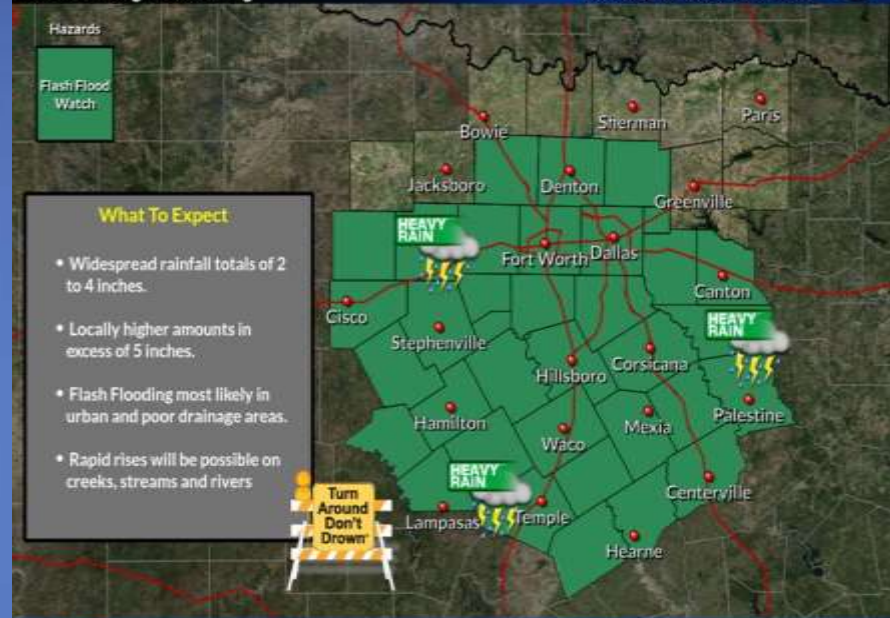 Hazards
Flash Flood
Watch
What To Expect
• Widespread rainfall totals of 2
to 4 inches.
• Locally higher amounts in
excess of 5 inches.
• Flash Flooding most likely in
urban and poor drainage areas.
• Rapid rises will be possible on
creeks, streams and rivers
Turn
Around
Don't
Drown
Bowie
Sherman
Paris
Jacksboro
Denton
Greenville
HEAVY
RAIN
Fort Worth
Dallas
Canton
Cisco
HEAVY
RAIN
Stephenville
Hillsboro
Corsicana
Hamilton
Waco
Mexia
Palestine
HEAVY
RAIN
Lampasas
Temple
Centerville
Hearne